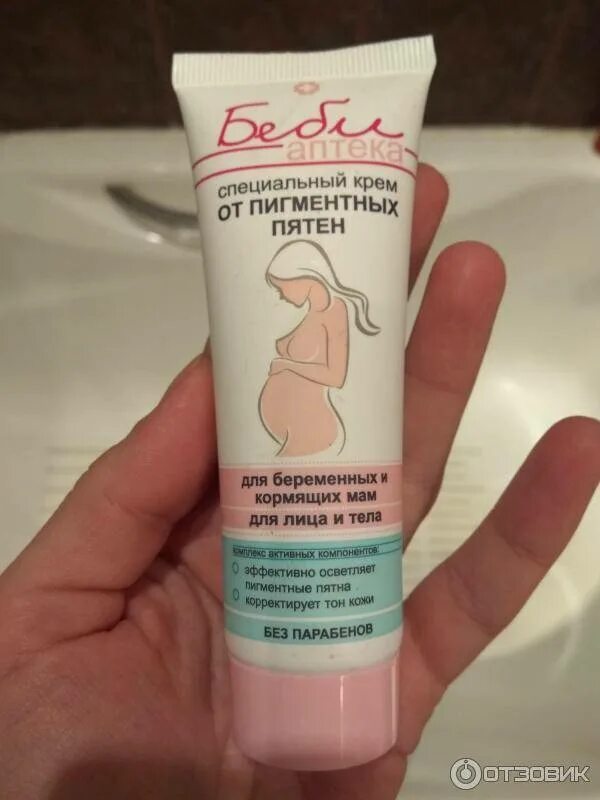 Беби
аптека
специальный крем
ОТ ПИГМЕНТНЫХ
ПЯТЕН
для беременных и
кормящих мам
для лица и тела
комплекс активных компонентов:
эффективно осветляет
пигментные пятна
корректирует тон кожи
БЕЗ ПАРАБЕНОВ
ОТЗОВИК